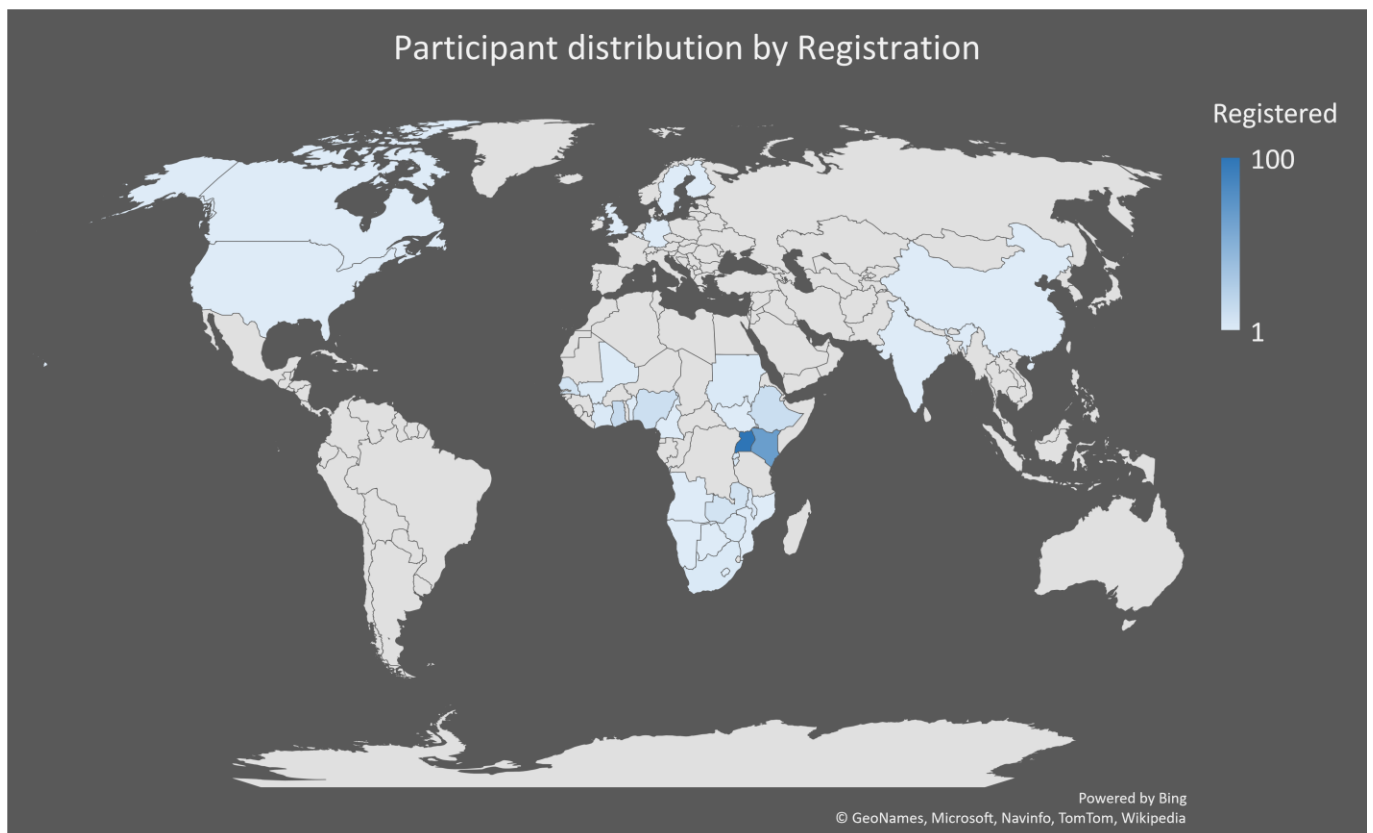 Participant distribution by Registration
Registered
100
1
Powered by Bing
© GeoNames, Microsoft, Navinfo, TomTom, Wikipedia